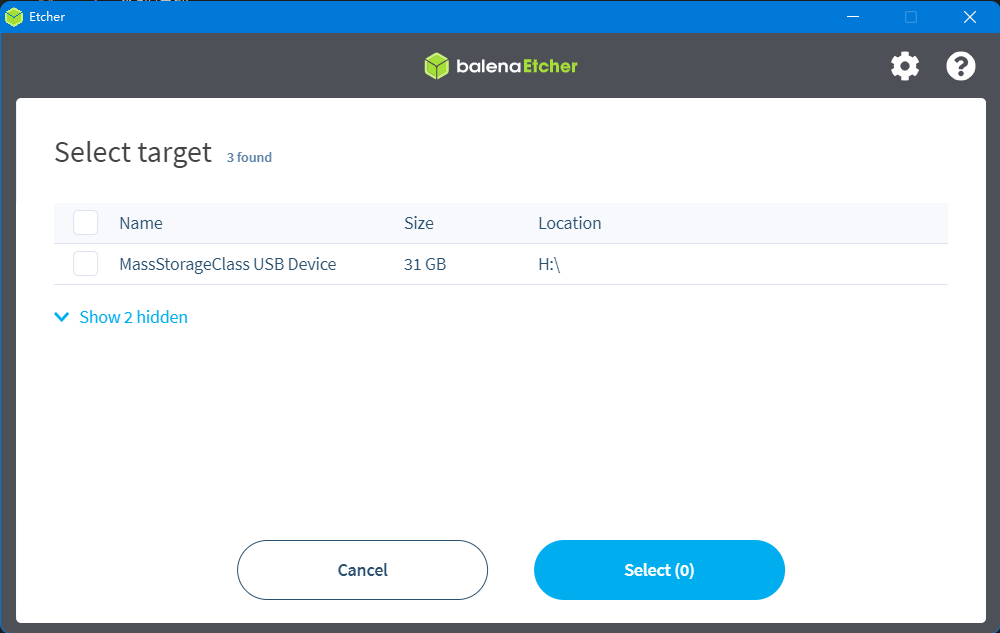 Etcher
balenaEtcher
Select target 3 found
Name Size Location
MassStorageClass USB Device 31 GB H:\
Show 2 hidden
Cancel Select (0)